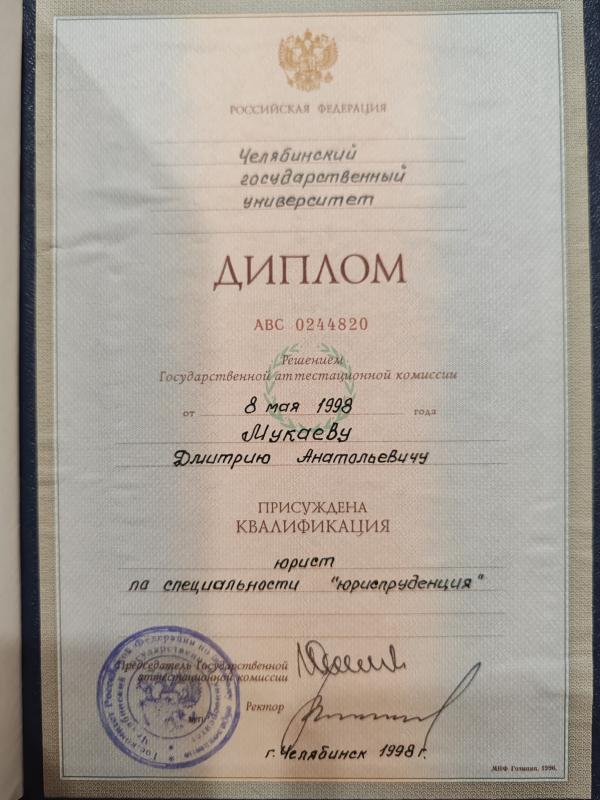 РОССИЙСКАЯ ФЕДЕРАЦИЯ
Челябинский
государственный
университет
ДИПЛОМ
АВС 0244820
Решением
Государственной аттестационной комиссии
от 8 мая 1998 года
Мукаеву
Дмитрию Анатольевичу
ПРИСУЖДЕНА
КВАЛИФИКАЦИЯ
юрист
по специальности "юриспруденция"
Председатель Государственной
аттестационной комиссии
Ректор
г. Челябинск 1998 г.
МПФ Гознака. 1996.